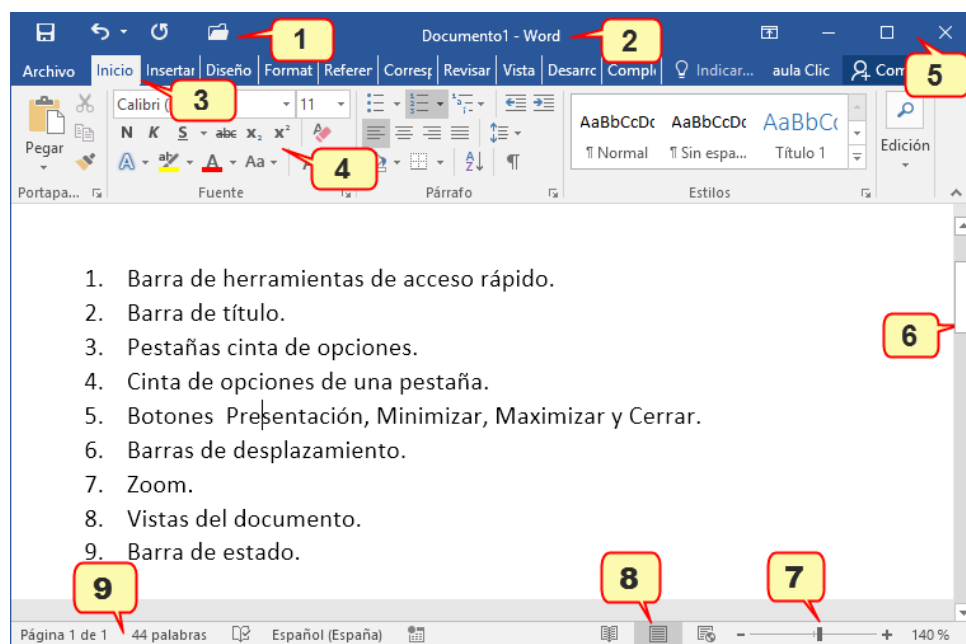 1
Documento1 - Word
2
Archivo Inicio Insertar Diseño Format Referer Corresp Revisar Vista Desarrc Comple Indicar... aula Clic Com
5
3
Calibri ( 11
Pegar
N K S abc x₂ x²
A aby A Aa
4
AaBbCcDc AaBbCcDc AaBbC(
¶ Normal ¶ Sin espa... Título 1
Edición
Portapa... Fuente Párrafo Estilos
1. Barra de herramientas de acceso rápido.
2. Barra de título.
3. Pestañas cinta de opciones.
4. Cinta de opciones de una pestaña.
5. Botones Presentación, Minimizar, Maximizar y Cerrar.
6. Barras de desplazamiento.
7. Zoom.
8. Vistas del documento.
9. Barra de estado.
6
9
8
7
Página 1 de 1 44 palabras Español (España) - + 140 %